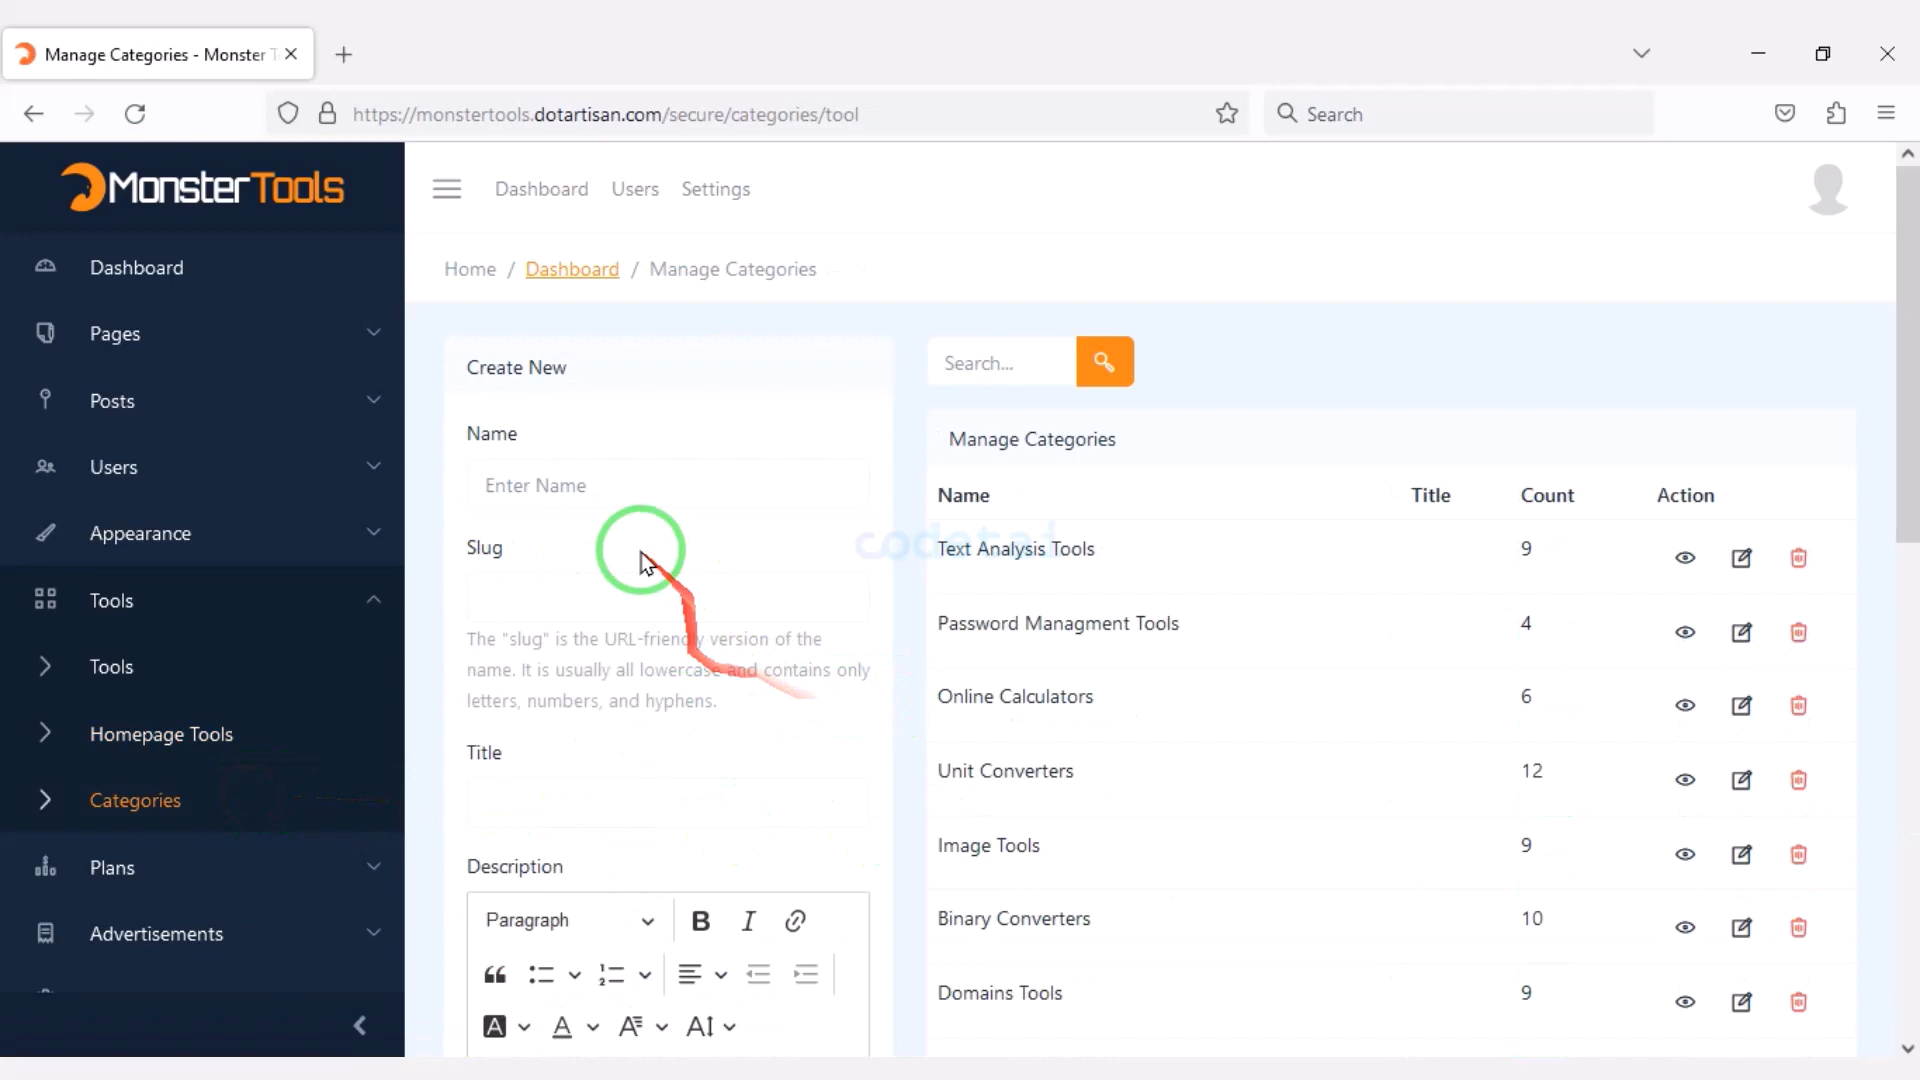 Manage Categories - Monster T
https://monstertools.dotartisan.com/secure/categories/tool
Search
MonsterTools
Dashboard
Pages
Posts
Users
Appearance
Tools
Tools
Homepage Tools
Categories
Plans
Advertisements
Dashboard Users Settings
Home / Dashboard / Manage Categories
Create New
Name
Enter Name
Slug
The "slug" is the URL-friendly version of the
name. It is usually all lowercase and contains only
letters, numbers, and hyphens.
Title
Description
Paragraph
Search...
Manage Categories
Name Title Count Action
Text Analysis Tools 9
Password Managment Tools 4
Online Calculators 6
Unit Converters 12
Image Tools 9
Binary Converters 10
Domains Tools 9